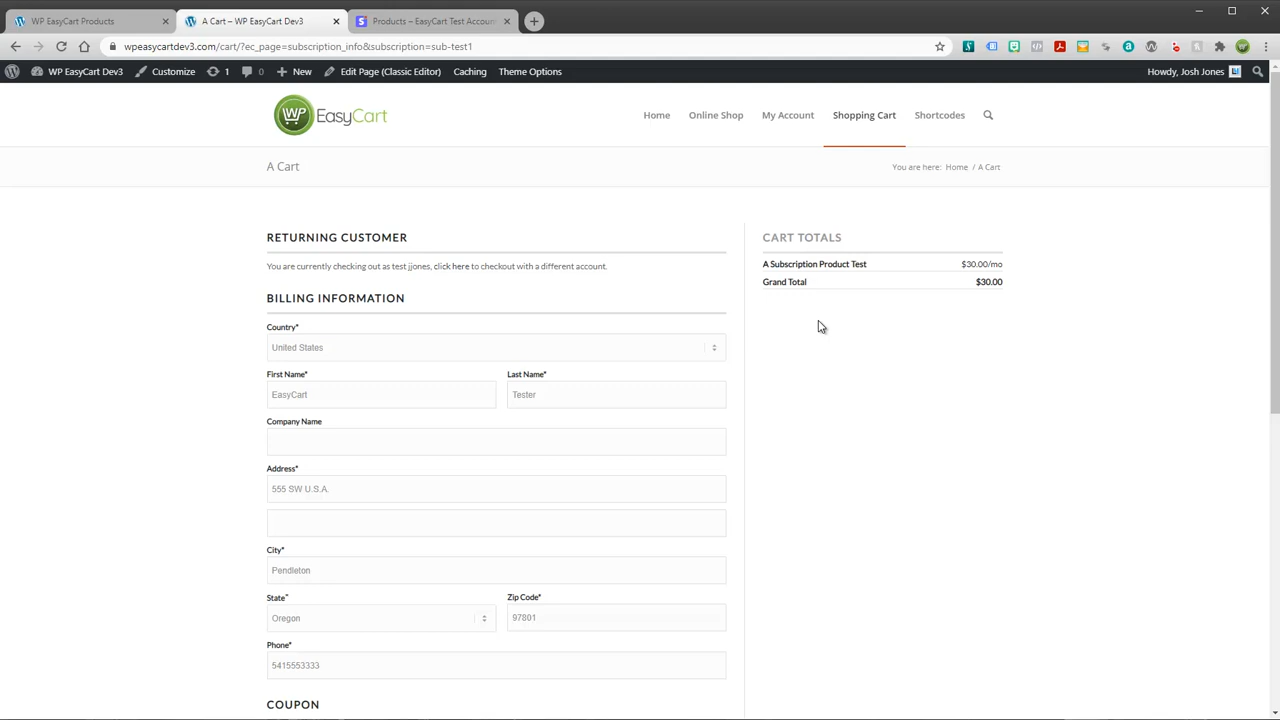 WP EasyCart Products
A Cart – WP EasyCart Dev3
Products – EasyCart Test Accoun
wpeasycartdev3.com/cart/?ec_page=subscription_info&subscription=sub-test1
WP EasyCart Dev3
Customize
1
0
New
Edit Page (Classic Editor)
Caching
Theme Options
Howdy, Josh Jones
WP EasyCart
Home
Online Shop
My Account
Shopping Cart
Shortcodes
A Cart
You are here: Home / A Cart
RETURNING CUSTOMER
You are currently checking out as test jjones, click here to checkout with a different account.
BILLING INFORMATION
Country*
United States
First Name*
Last Name*
EasyCart
Tester
Company Name
Address*
555 SW U.S.A.
City*
Pendleton
State*
Zip Code*
Oregon
97801
Phone*
5415553333
COUPON
CART TOTALS
A Subscription Product Test $30.00/mo
Grand Total $30.00